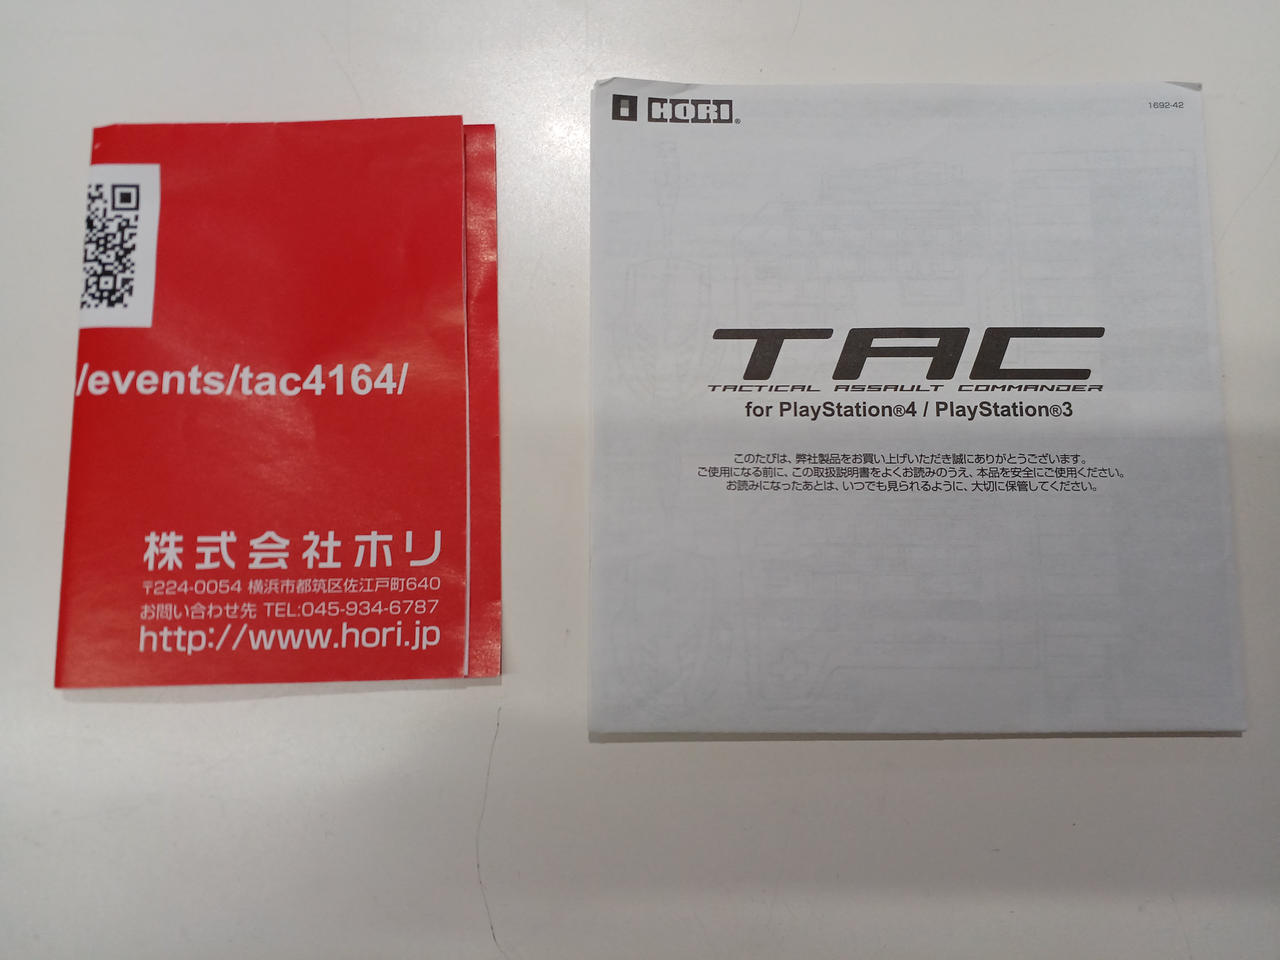 /events/tac4164/
株式会社ホリ
〒224-0054 横浜市都筑区佐江戸町640
お問い合わせ先 TEL:045-934-6787
http://www.hori.jp
HORI®
1692-42
TAC
TACTICAL ASSAULT COMMANDER
for PlayStation®4 / PlayStation®3
このたびは、弊社製品をお買い上げいただき誠にありがとうございます。
ご使用になる前に、この取扱説明書をよくお読みのうえ、本品を安全にご使用ください。
お読みになったあとは、いつでも見られるように、大切に保管してください。